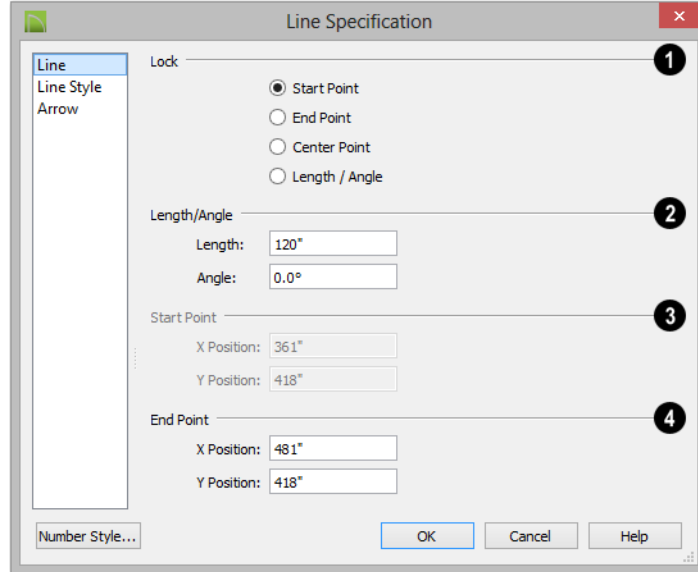 Line Specification
Line
Line Style
Arrow
Lock
1
Start Point
End Point
Center Point
Length / Angle
Length/Angle
2
Length: 120"
Angle: 0.0°
Start Point
3
X Position: 361"
Y Position: 418"
End Point
4
X Position: 481"
Y Position: 418"
Number Style...
OK
Cancel
Help